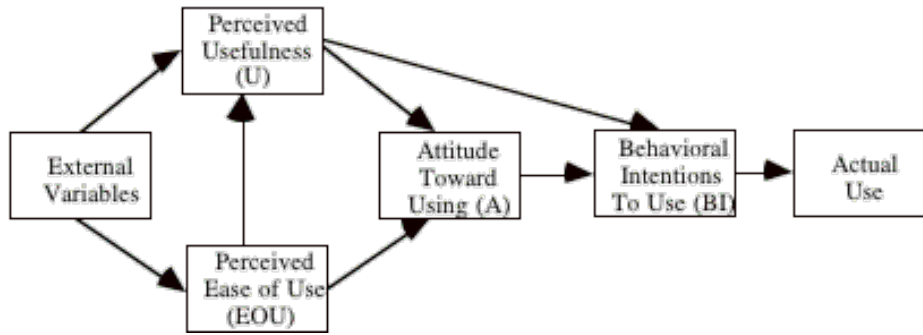 Perceived
Usefulness
(U)
External
Variables
Attitude
Toward
Using (A)
Behavioral
Intentions
To Use (BI)
Actual
Use
Perceived
Ease of Use
(EOU)